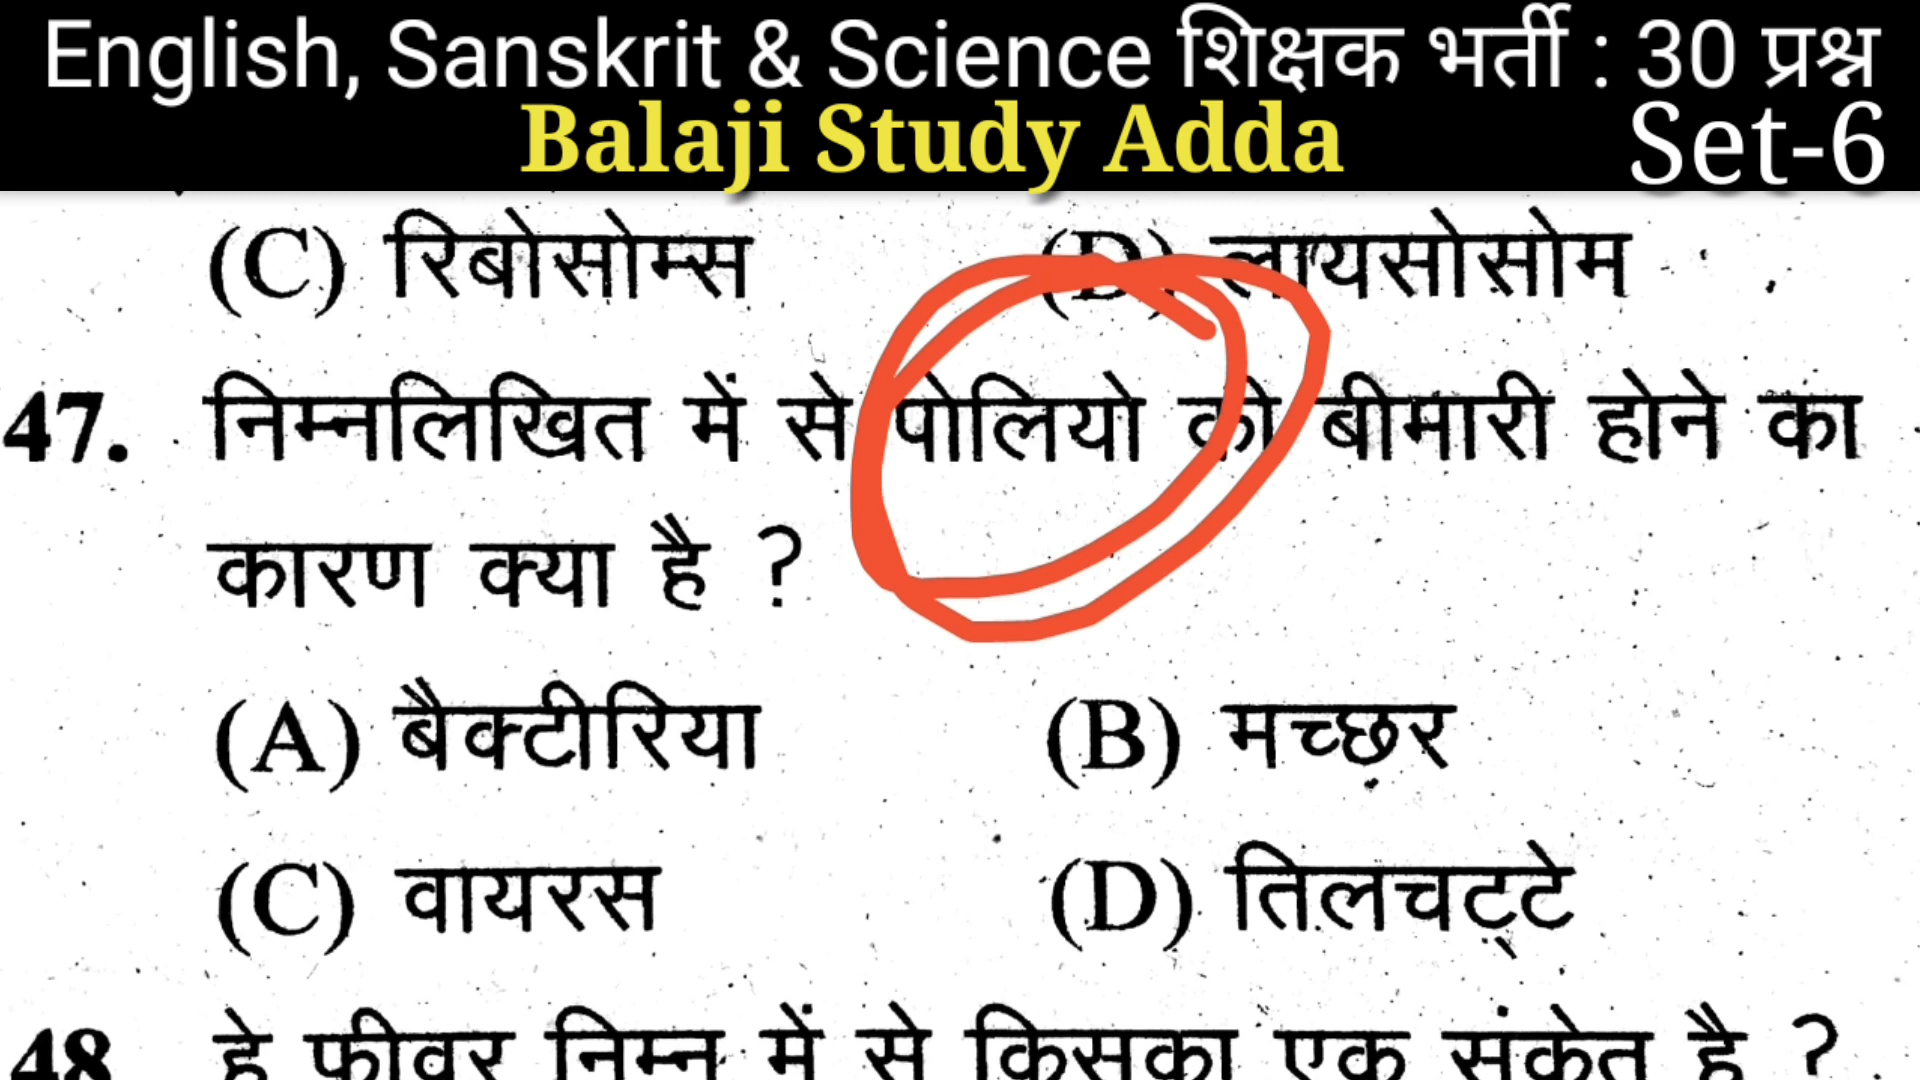 English, Sanskrit & Science शिक्षक भर्ती : 30 प्रश्न
Balaji Study Adda Set-6
(C) रिबोसोम्स (D) लायसोसोम
47. निम्नलिखित में से पोलियो की बीमारी होने का
कारण क्या है ?
(A) बैक्टीरिया (B) मच्छर
(C) वायरस (D) तिलचट्टे
48 हे फीवर निम्न में से किसका एक संकेत है ?